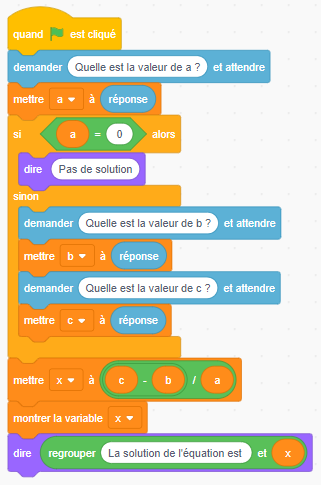 quand est cliqué
demander Quelle est la valeur de a ? et attendre
mettre a à réponse
si a = 0 alors
dire Pas de solution
sinon
demander Quelle est la valeur de b ? et attendre
mettre b à réponse
demander Quelle est la valeur de c ? et attendre
mettre c à réponse
mettre x à c - b / a
montrer la variable x
dire regrouper La solution de l'équation est et x